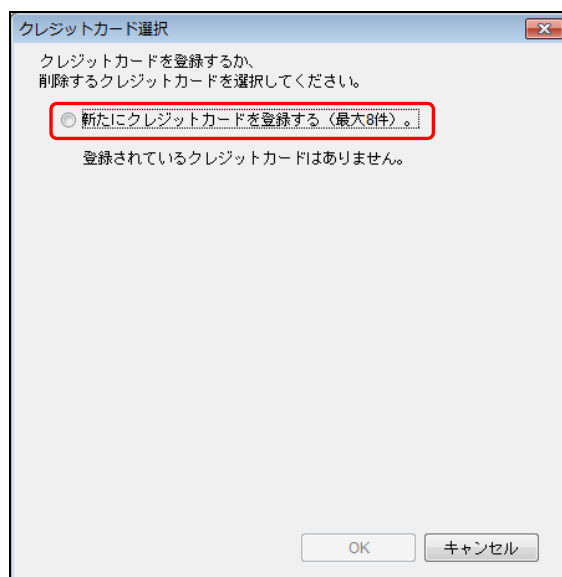 クレジットカード選択
クレジットカードを登録するか、
削除するクレジットカードを選択してください。
新たにクレジットカードを登録する（最大8件）。
登録されているクレジットカードはありません。
OK
キャンセル